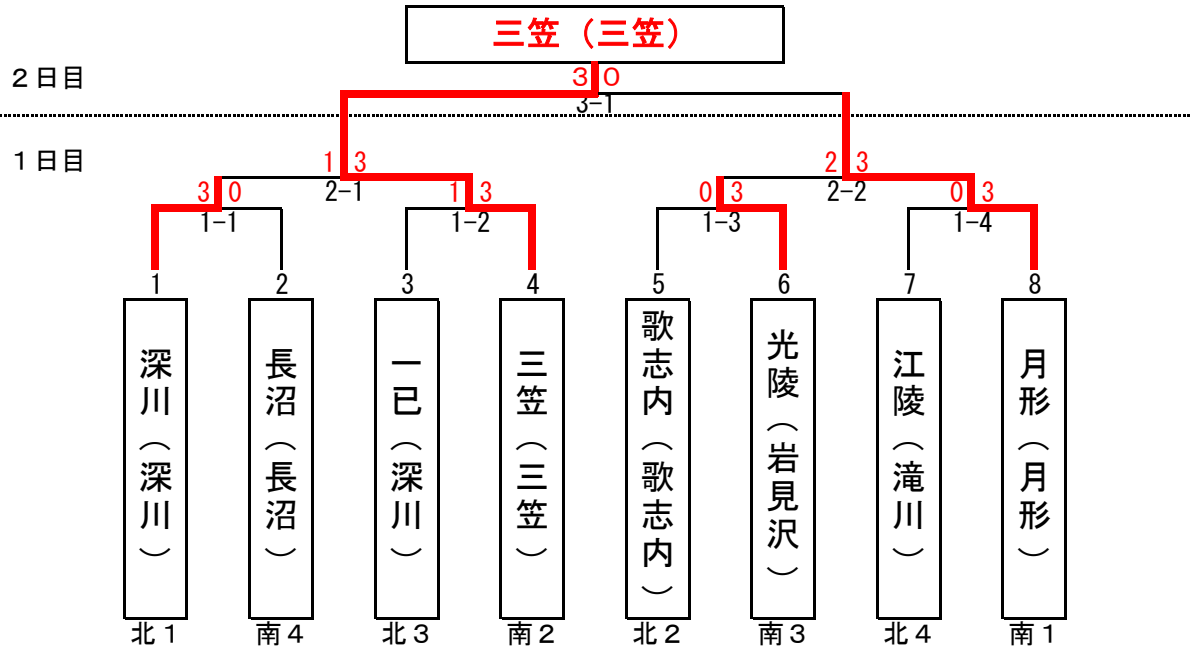 三笠（三笠）
２日目
３ ０
3-1
１日目
1 3
2 3
2-1
2-2
3 0
1 3
0 3
0 3
1-1
1-2
1-3
1-4
1 2 3 4 5 6 7 8
深川（深川）
長沼（長沼）
一已（深川）
三笠（三笠）
歌志内（歌志内）
光陵（岩見沢）
江陵（滝川）
月形（月形）
北１ 南４ 北３ 南２ 北２ 南３ 北４ 南１